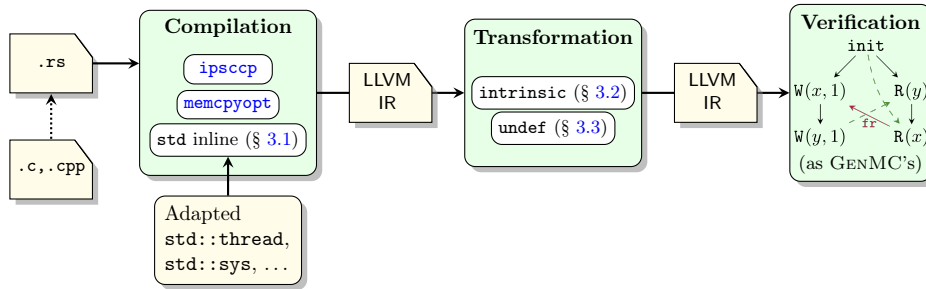 .rs
.c,.cpp
Compilation
ipsccp
memcpyopt
std inline (§ 3.1)
Adapted
std::thread,
std::sys, ...
LLVM
IR
Transformation
intrinsic (§ 3.2)
undef (§ 3.3)
LLVM
IR
Verification
init
W(x, 1) R(y)
fr
W(y, 1) R(x)
(as GENMC's)